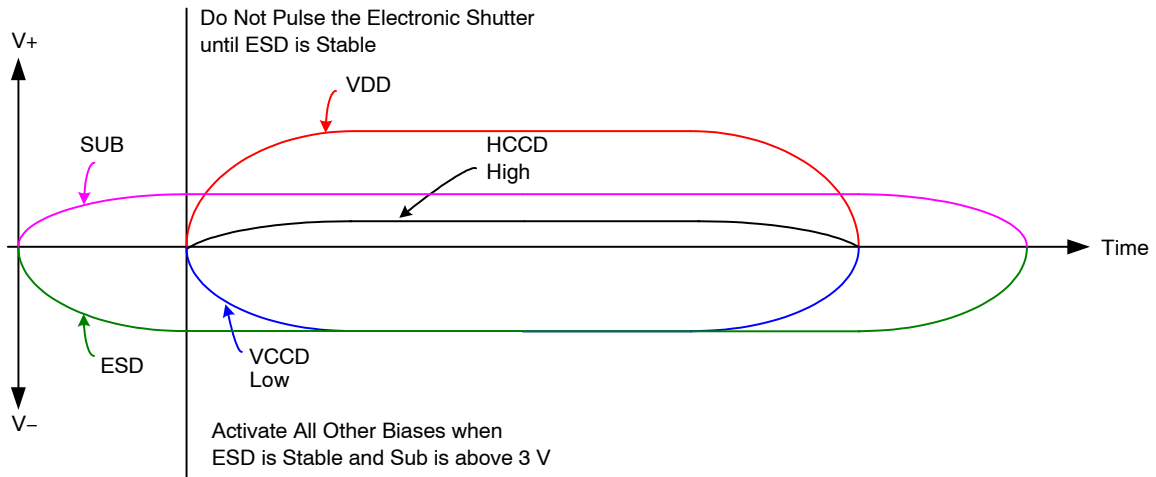 Do Not Pulse the Electronic Shutter
until ESD is Stable
V+
VDD
SUB
HCCD
High
Time
ESD
VCCD
Low
V−
Activate All Other Biases when
ESD is Stable and Sub is above 3 V